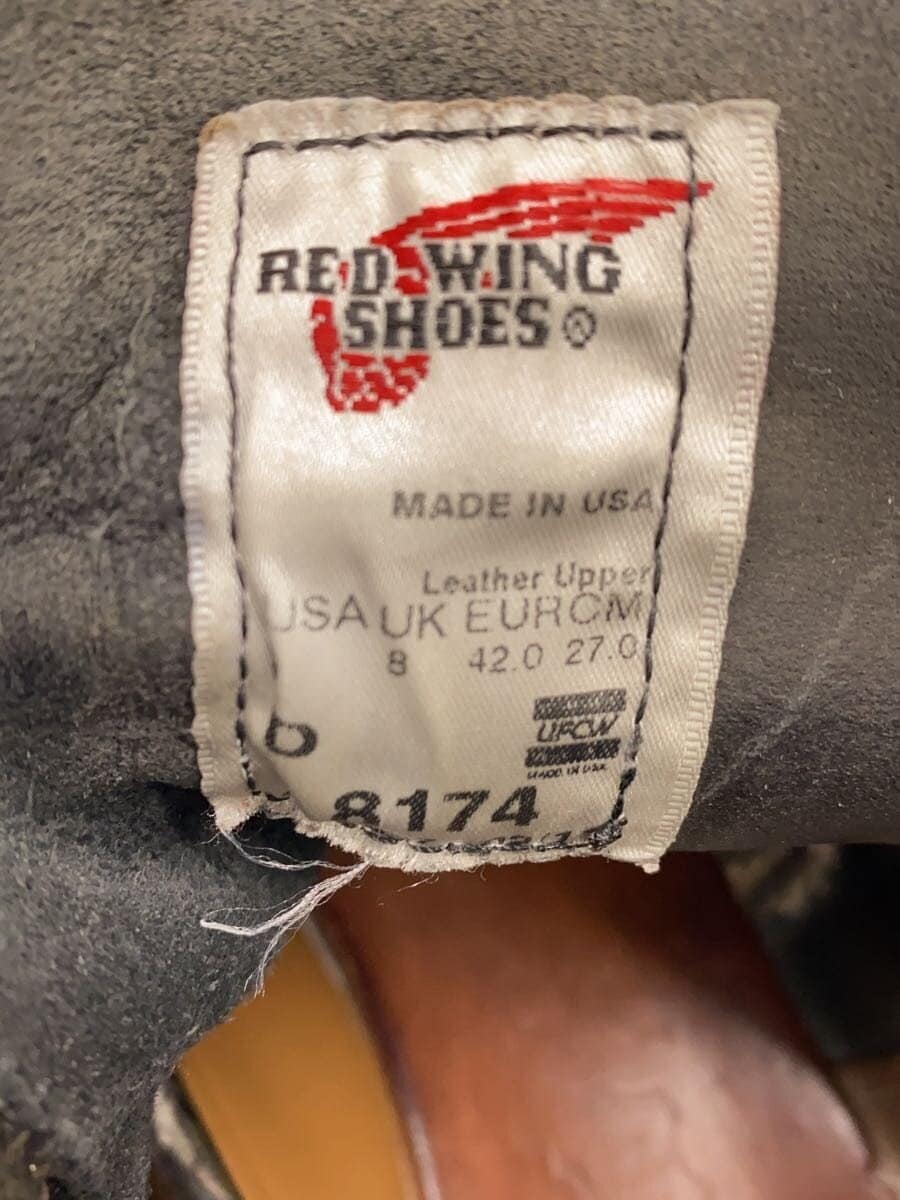 RED WING
SHOES®
MADE IN USA
Leather Upper
USA UK EUR CM
8 42.0 27.0
D
UFCW
MADE IN USA
8174